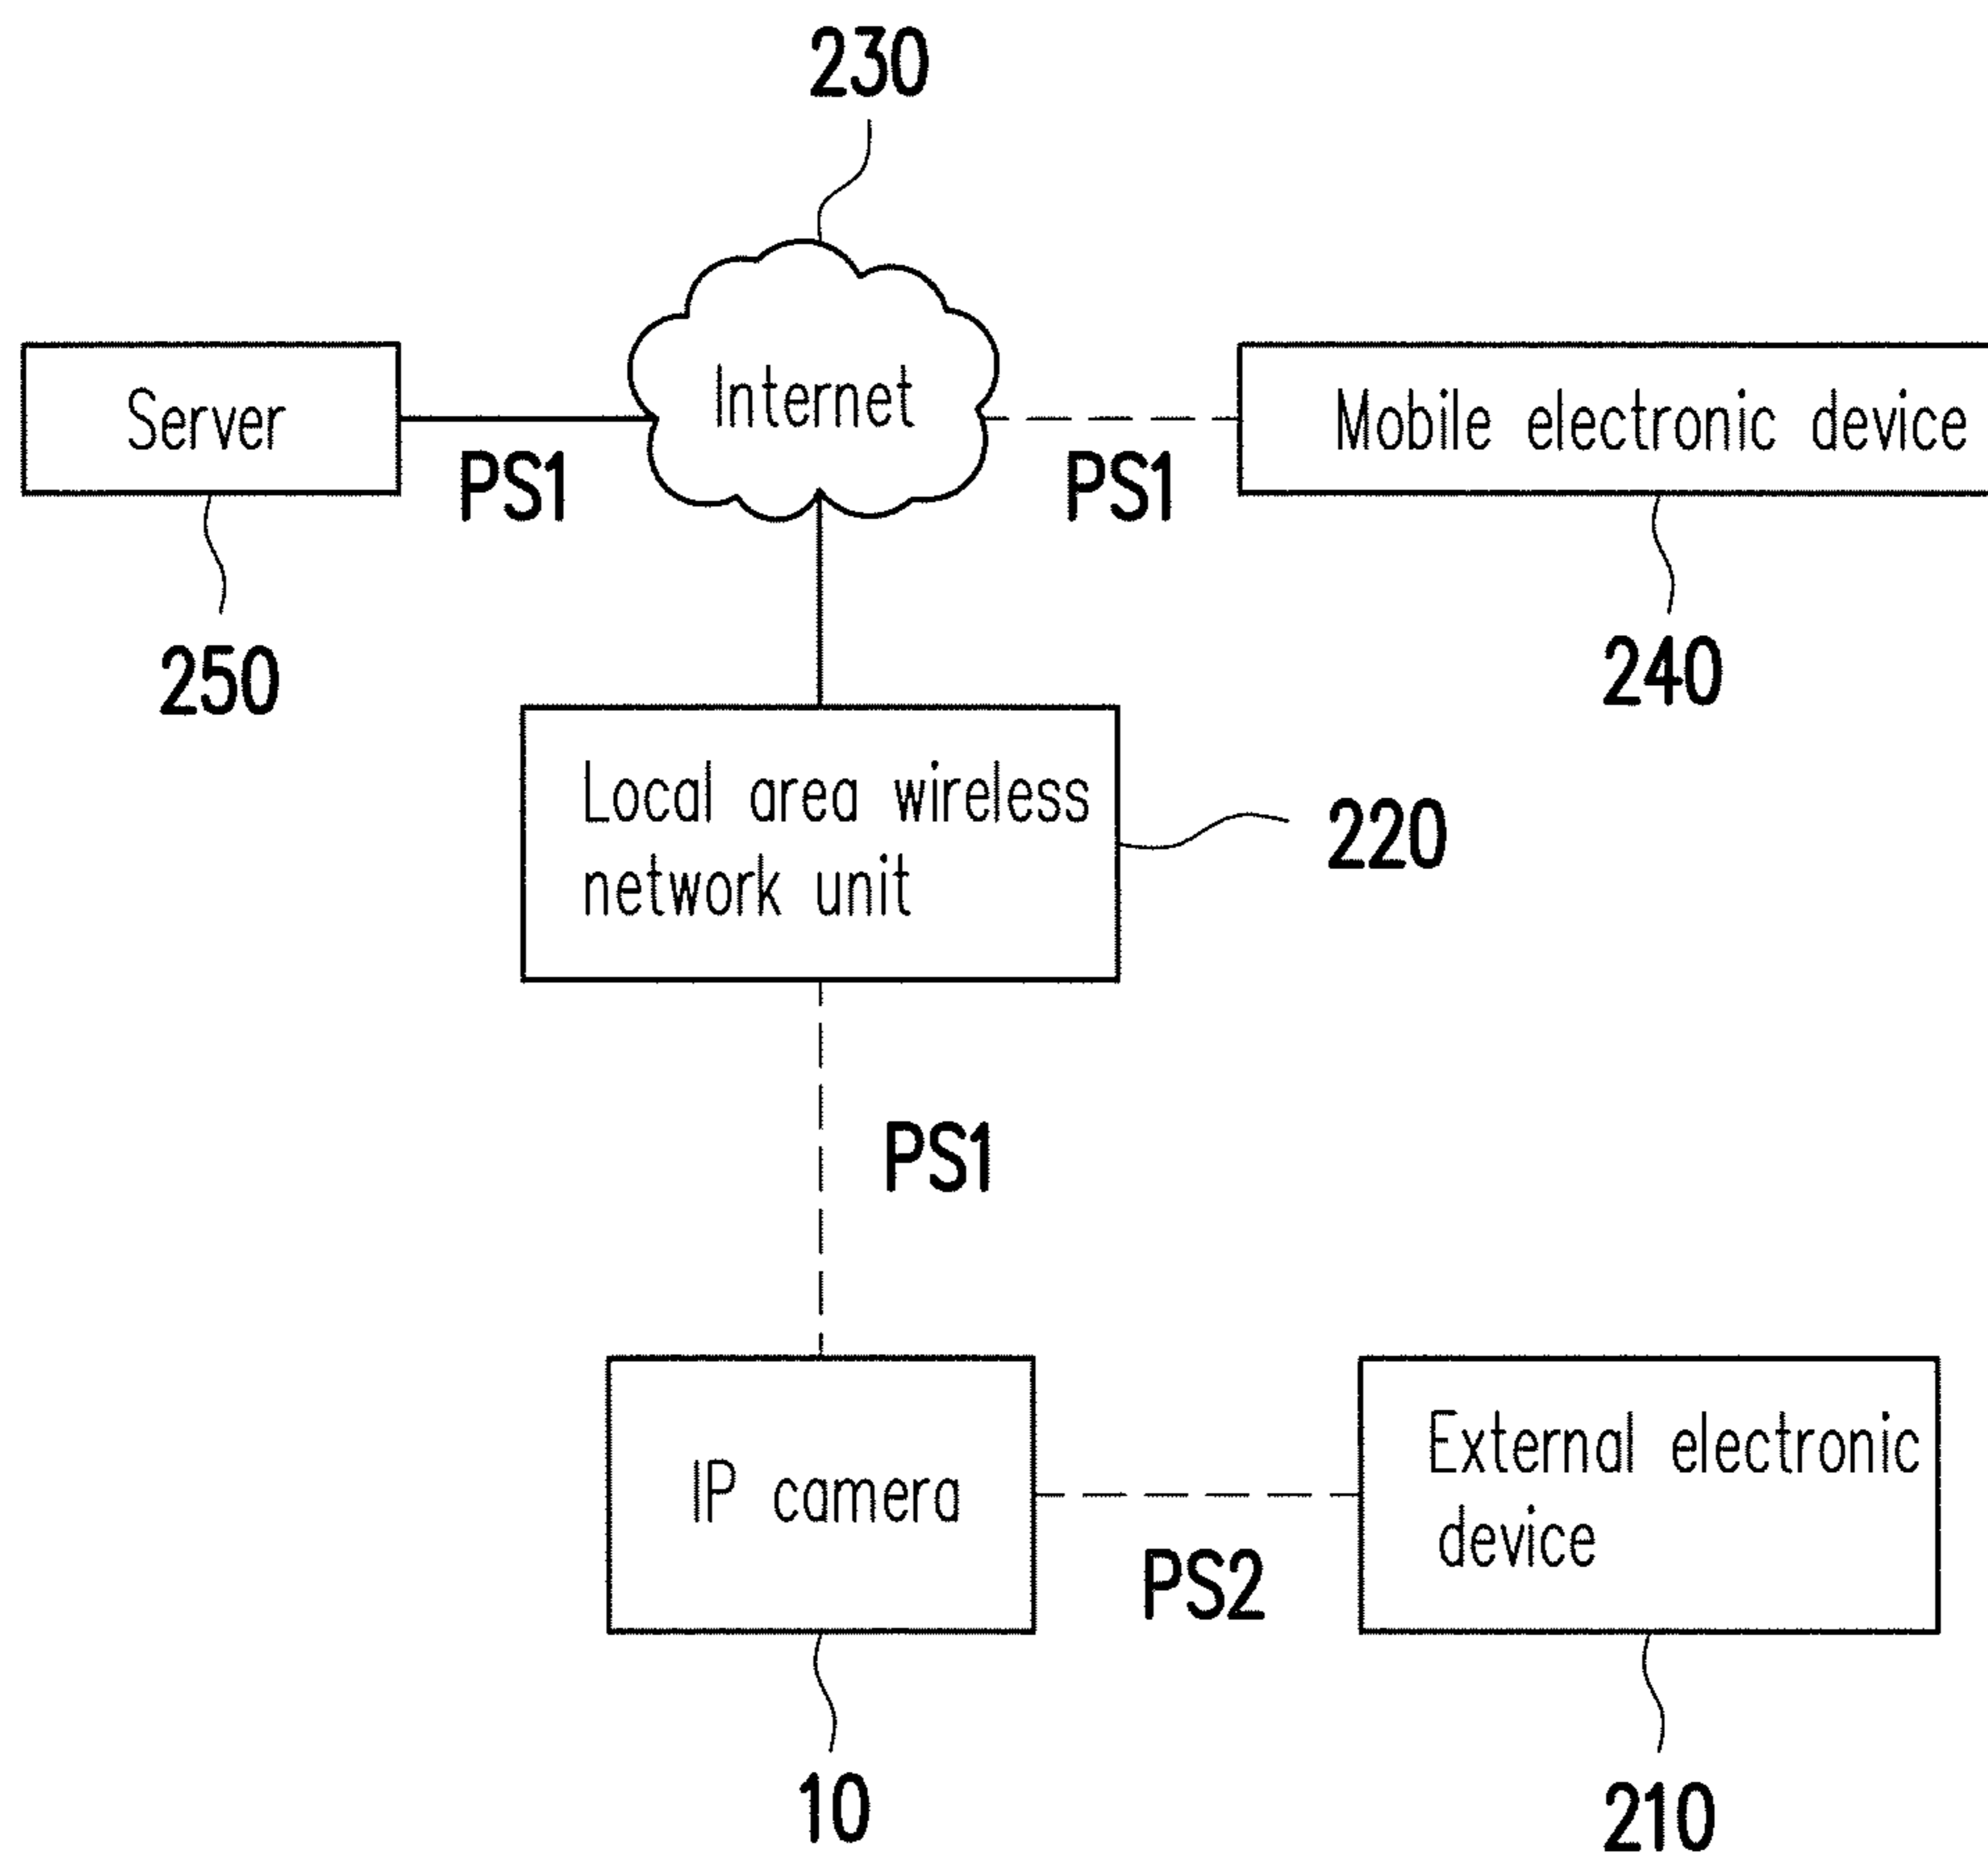 230
Server
Internet
Mobile electronic device
PS1
PS1
250
240
Local area wireless
network unit
220
PS1
IP camera
External electronic
device
PS2
10
210